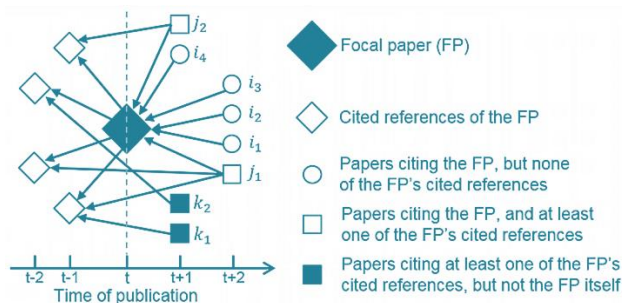 j₂
i₄
i₃
i₂
i₁
j₁
k₂
k₁
t-2 t-1 t t+1 t+2
Time of publication
Focal paper (FP)
Cited references of the FP
Papers citing the FP, but none
of the FP's cited references
Papers citing the FP, and at least
one of the FP's cited references
Papers citing at least one of the FP's
cited references, but not the FP itself